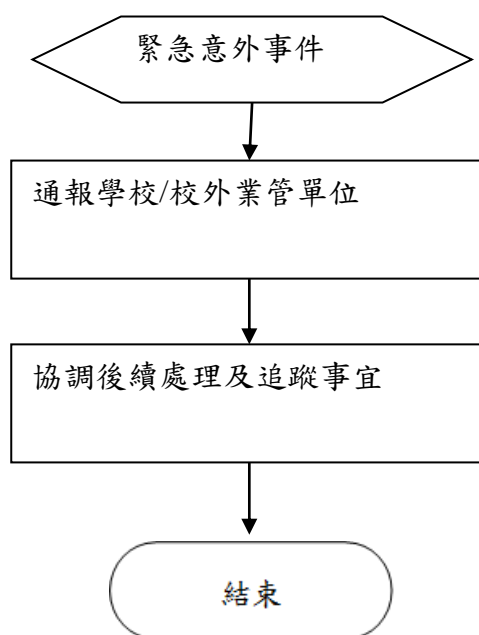 緊急意外事件
通報學校/校外業管單位
協調後續處理及追蹤事宜
結束